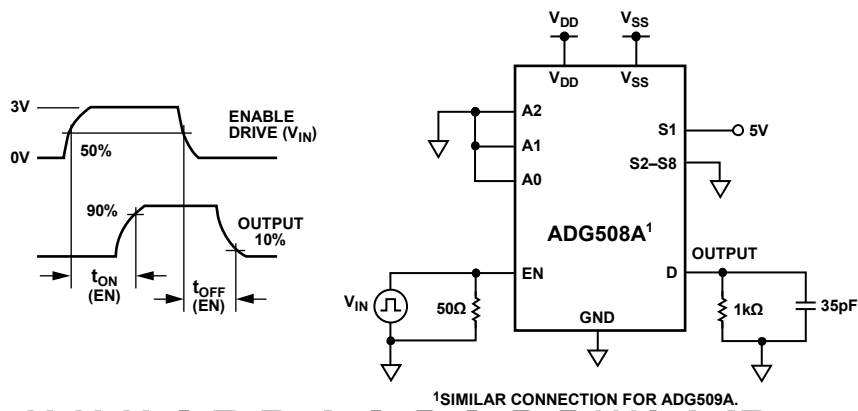 3V
0V
50%
ENABLE
DRIVE (VIN)
90%
OUTPUT
10%
tON
(EN)
tOFF
(EN)
VDD
VSS
VDD
VSS
A2
A1
A0
S1
5V
S2–S8
ADG508A1
OUTPUT
EN
D
VIN
50Ω
GND
1kΩ
35pF
1SIMILAR CONNECTION FOR ADG509A.